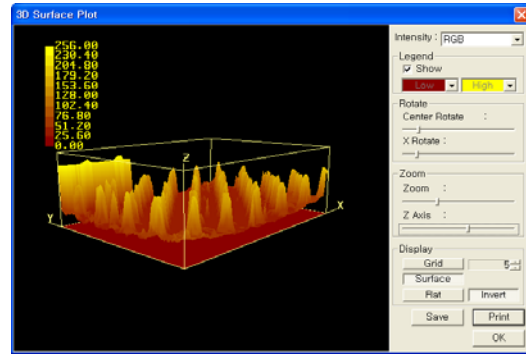 3D Surface Plot
256.00
230.40
204.80
179.20
153.60
128.00
102.40
76.80
51.20
25.60
0.00
Z
Y
X
Intensity : RGB
Legend
Show
Low
High
Rotate
Center Rotate :
X Rotate :
Zoom
Zoom :
Z Axis :
Display
Grid
5
Surface
Flat
Invert
Save
Print
OK